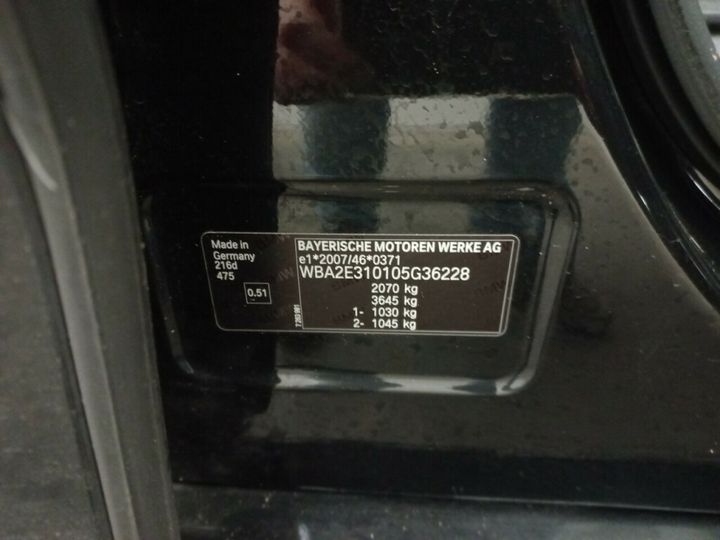 Made in
Germany
216d
475
0.51
BAYERISCHE MOTOREN WERKE AG
e1*2007/46*0371
WBA2E310105G36228
2070 kg
3645 kg
1- 1030 kg
2- 1045 kg